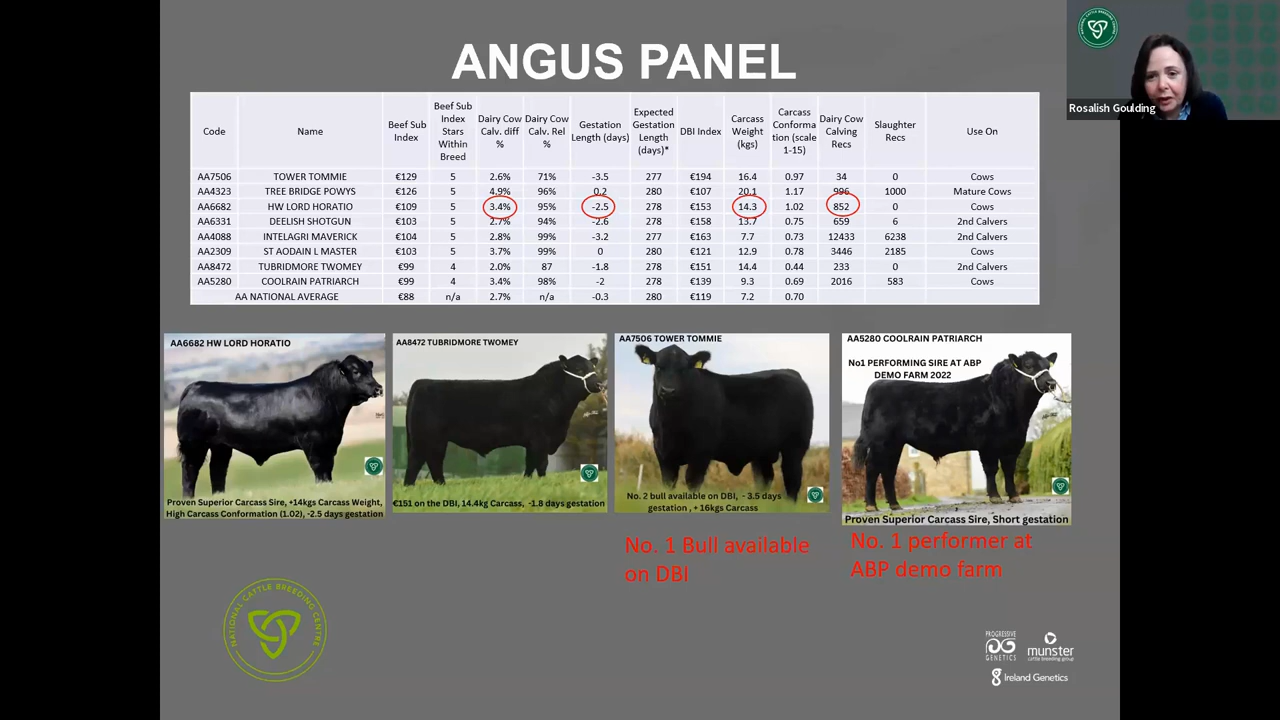 ANGUS PANEL
Rosalish Goulding
Code Name Beef Sub Index Beef Sub Index Stars Within Breed Dairy Cow Calv. diff % Dairy Cow Calv. Rel % Gestation Length (days) Expected Gestation Length (days)* DBI Index Carcass Weight (kgs) Carcass Conforma tion (scale 1-15) Dairy Cow Calving Recs Slaughter Recs Use On
AA7506 TOWER TOMMIE €129 5 2.6% 71% -3.5 277 €194 16.4 0.97 34 0 Cows
AA4323 TREE BRIDGE POWYS €126 5 4.9% 96% 0.2 280 €107 20.1 1.17 996 1000 Mature Cows
AA6682 HW LORD HORATIO €109 5 3.4% 95% -2.5 278 €153 14.3 1.02 852 0 Cows
AA6331 DEELISH SHOTGUN €103 5 2.7% 94% -2.6 278 €158 13.7 0.75 659 6 2nd Calvers
AA4088 INTELAGRI MAVERICK €104 5 2.8% 99% -3.2 277 €163 7.7 0.73 12433 6238 2nd Calvers
AA2309 ST AODAIN L MASTER €103 5 3.7% 99% 0 280 €121 12.9 0.78 3446 2185 Cows
AA8472 TUBRIDMORE TWOMEY €99 4 2.0% 87 -1.8 278 €151 14.4 0.44 233 0 2nd Calvers
AA5280 COOLRAIN PATRIARCH €99 4 3.4% 98% -2 278 €139 9.3 0.69 2016 583 Cows
AA NATIONAL AVERAGE €88 n/a 2.7% n/a -0.3 280 €119 7.2 0.70
AA6682 HW LORD HORATIO
Proven Superior Carcass Sire, +14kgs Carcass Weight,
High Carcass Conformation (1.02), -2.5 days gestation
AA8472 TUBRIDMORE TWOMEY
€151 on the DBI, 14.4kg Carcass, -1.8 days gestation
AA7506 TOWER TOMMIE
No. 2 bull available on DBI, - 3.5 days
gestation , + 16kgs Carcass
AA5280 COOLRAIN PATRIARCH
No1 PERFORMING SIRE AT ABP
DEMO FARM 2022
Proven Superior Carcass Sire, Short gestation
No. 1 Bull available
on DBI
No. 1 performer at
ABP demo farm
NATIONAL CATTLE BREEDING CENTRE
PROGRESSIVE
GENETICS
munster
cattle breeding group
Ireland Genetics